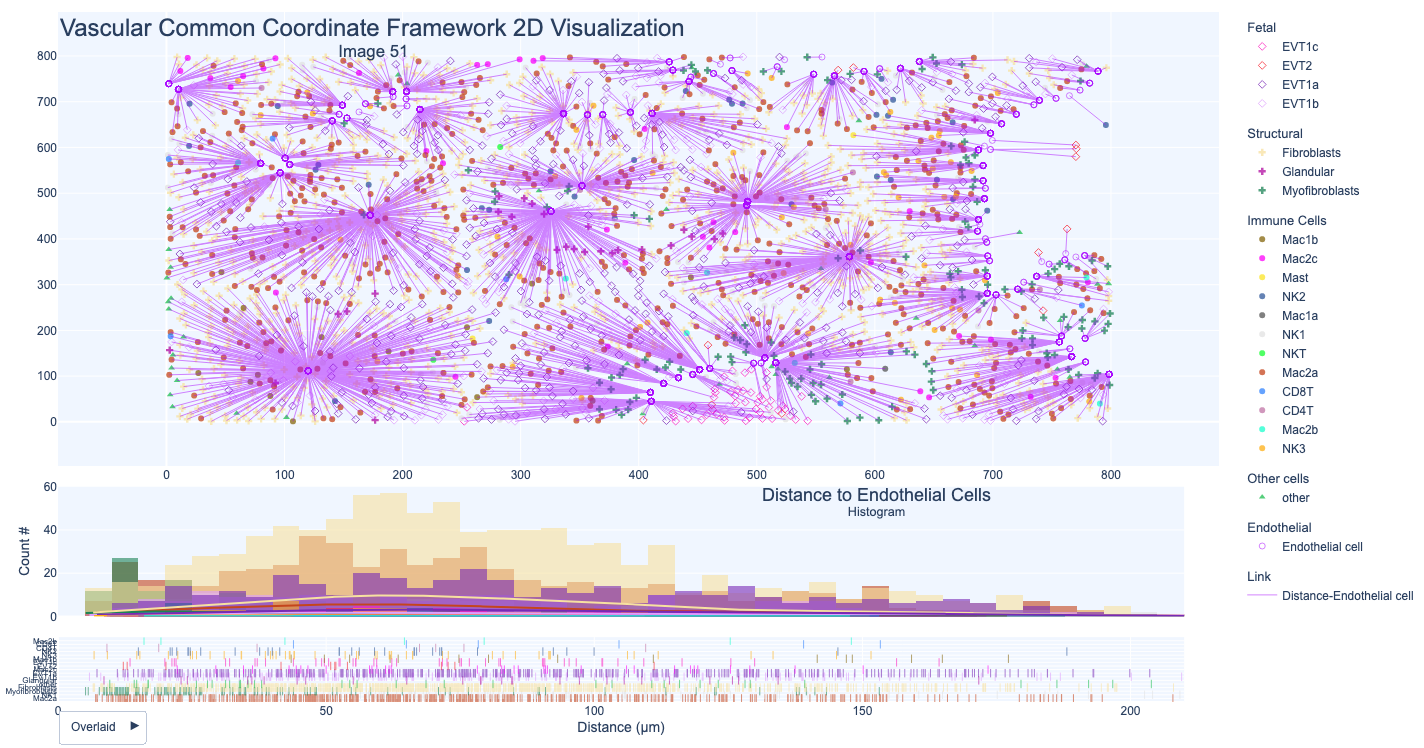 Vascular Common Coordinate Framework 2D Visualization
Image 51
800
700
600
500
400
300
200
100
0
0 100 200 300 400 500 600 700 800
Fetal
EVT1c
EVT2
EVT1a
EVT1b
Structural
Fibroblasts
Glandular
Myofibroblasts
Immune Cells
Mac1b
Mac2c
Mast
NK2
Mac1a
NK1
NKT
Mac2a
CD8T
CD4T
Mac2b
NK3
Other cells
other
Endothelial
Endothelial cell
Link
Distance-Endothelial cell
Distance to Endothelial Cells
Histogram
60
40
20
0
Count #
Glandular
Mac2a
0 50 100 150 200
Distance (µm)
Overlaid ►